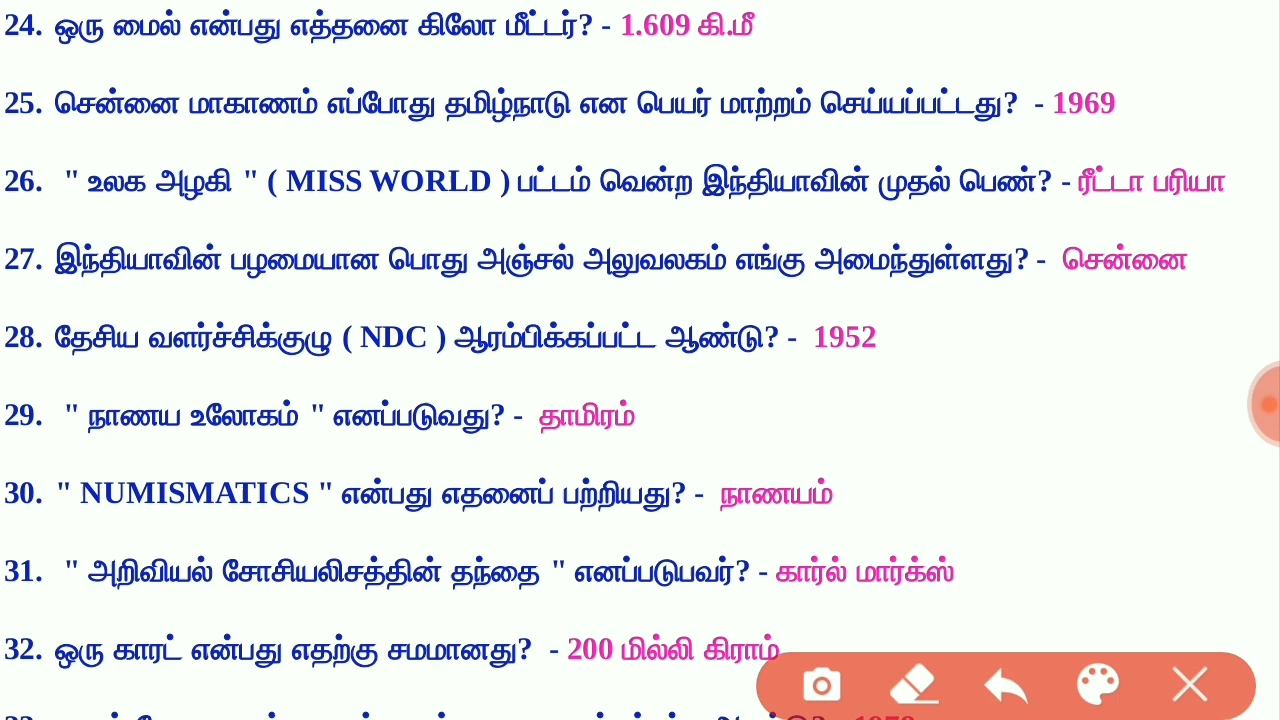 24. ஒரு மைல் என்பது எத்தனை கிலோ மீட்டர்? - 1.609 கி.மீ
25. சென்னை மாகாணம் எப்போது தமிழ்நாடு என பெயர் மாற்றம் செய்யப்பட்டது? - 1969
26. " உலக அழகி " ( MISS WORLD ) பட்டம் வென்ற இந்தியாவின் முதல் பெண்? - ரீட்டா பரியா
27. இந்தியாவின் பழமையான பொது அஞ்சல் அலுவலகம் எங்கு அமைந்துள்ளது? - சென்னை
28. தேசிய வளர்ச்சிக்குழு ( NDC ) ஆரம்பிக்கப்பட்ட ஆண்டு? - 1952
29. " நாணய உலோகம் " எனப்படுவது? - தாமிரம்
30. " NUMISMATICS " என்பது எதனைப் பற்றியது? - நாணயம்
31. " அறிவியல் சோசியலிசத்தின் தந்தை " எனப்படுபவர்? - கார்ல் மார்க்ஸ்
32. ஒரு காரட் என்பது எதற்கு சமமானது? - 200 மில்லி கிராம்